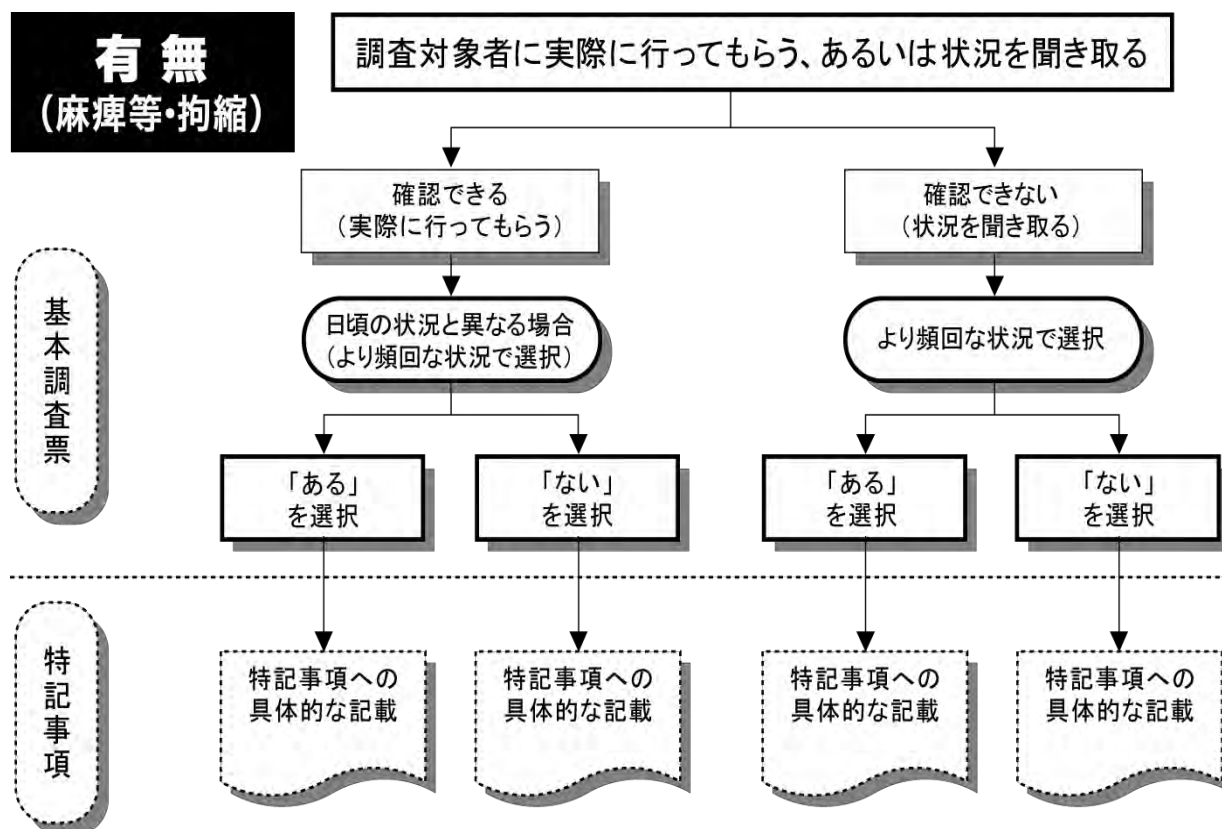 有無
（麻痺等・拘縮）
調査対象者に実際に行ってもらう、あるいは状況を聞き取る
確認できる
（実際に行ってもらう）
確認できない
（状況を聞き取る）
基本調査票
日頃の状況と異なる場合
（より頻回な状況で選択）
より頻回な状況で選択
「ある」
を選択
「ない」
を選択
「ある」
を選択
「ない」
を選択
特記事項
特記事項への
具体的な記載
特記事項への
具体的な記載
特記事項への
具体的な記載
特記事項への
具体的な記載